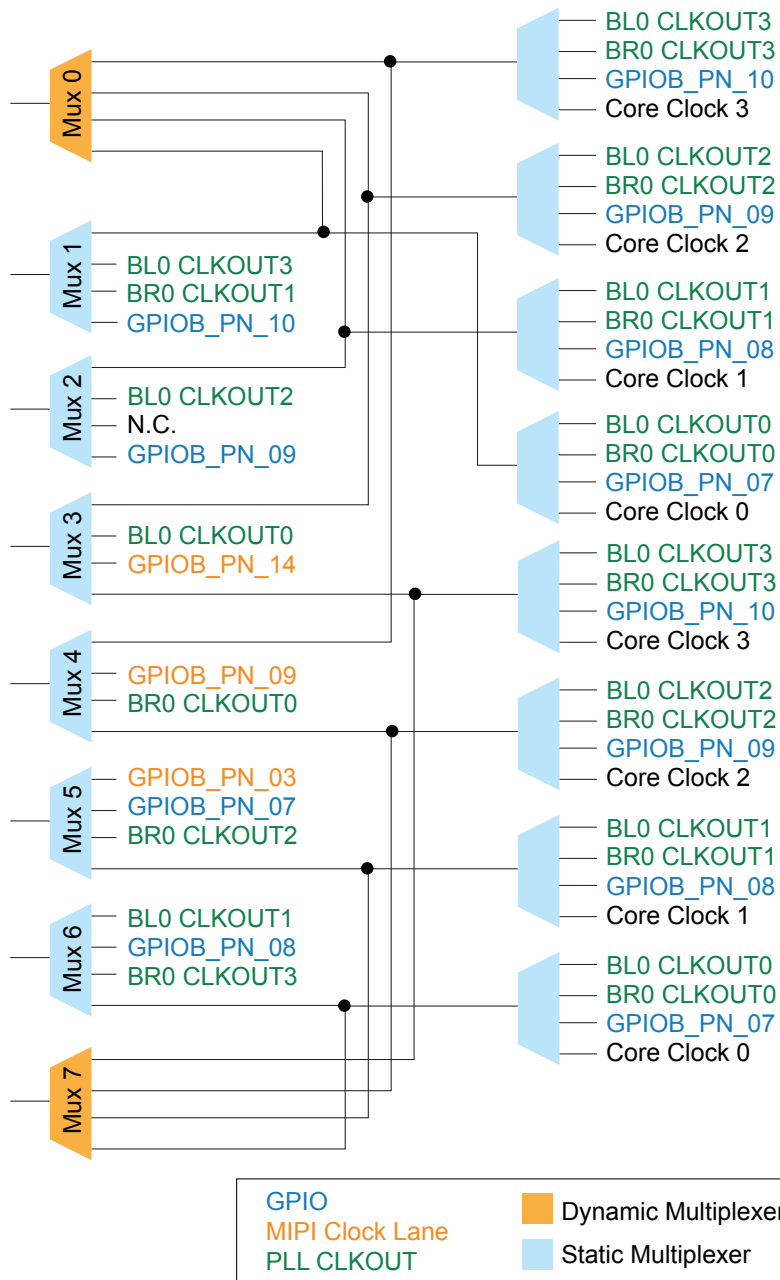 Mux 0
BL0 CLKOUT3
BR0 CLKOUT3
GPIOB_PN_10
Core Clock 3
BL0 CLKOUT2
BR0 CLKOUT2
GPIOB_PN_09
Core Clock 2
Mux 1
BL0 CLKOUT3
BR0 CLKOUT1
GPIOB_PN_10
BL0 CLKOUT1
BR0 CLKOUT1
GPIOB_PN_08
Core Clock 1
Mux 2
BL0 CLKOUT2
N.C.
GPIOB_PN_09
BL0 CLKOUT0
BR0 CLKOUT0
GPIOB_PN_07
Core Clock 0
Mux 3
BL0 CLKOUT0
GPIOB_PN_14
BL0 CLKOUT3
BR0 CLKOUT3
GPIOB_PN_10
Core Clock 3
Mux 4
GPIOB_PN_09
BR0 CLKOUT0
BL0 CLKOUT2
BR0 CLKOUT2
GPIOB_PN_09
Core Clock 2
Mux 5
GPIOB_PN_03
GPIOB_PN_07
BR0 CLKOUT2
BL0 CLKOUT1
BR0 CLKOUT1
GPIOB_PN_08
Core Clock 1
Mux 6
BL0 CLKOUT1
GPIOB_PN_08
BR0 CLKOUT3
BL0 CLKOUT0
BR0 CLKOUT0
GPIOB_PN_07
Core Clock 0
Mux 7
GPIO
MIPI Clock Lane
PLL CLKOUT
Dynamic Multiplexer
Static Multiplexer